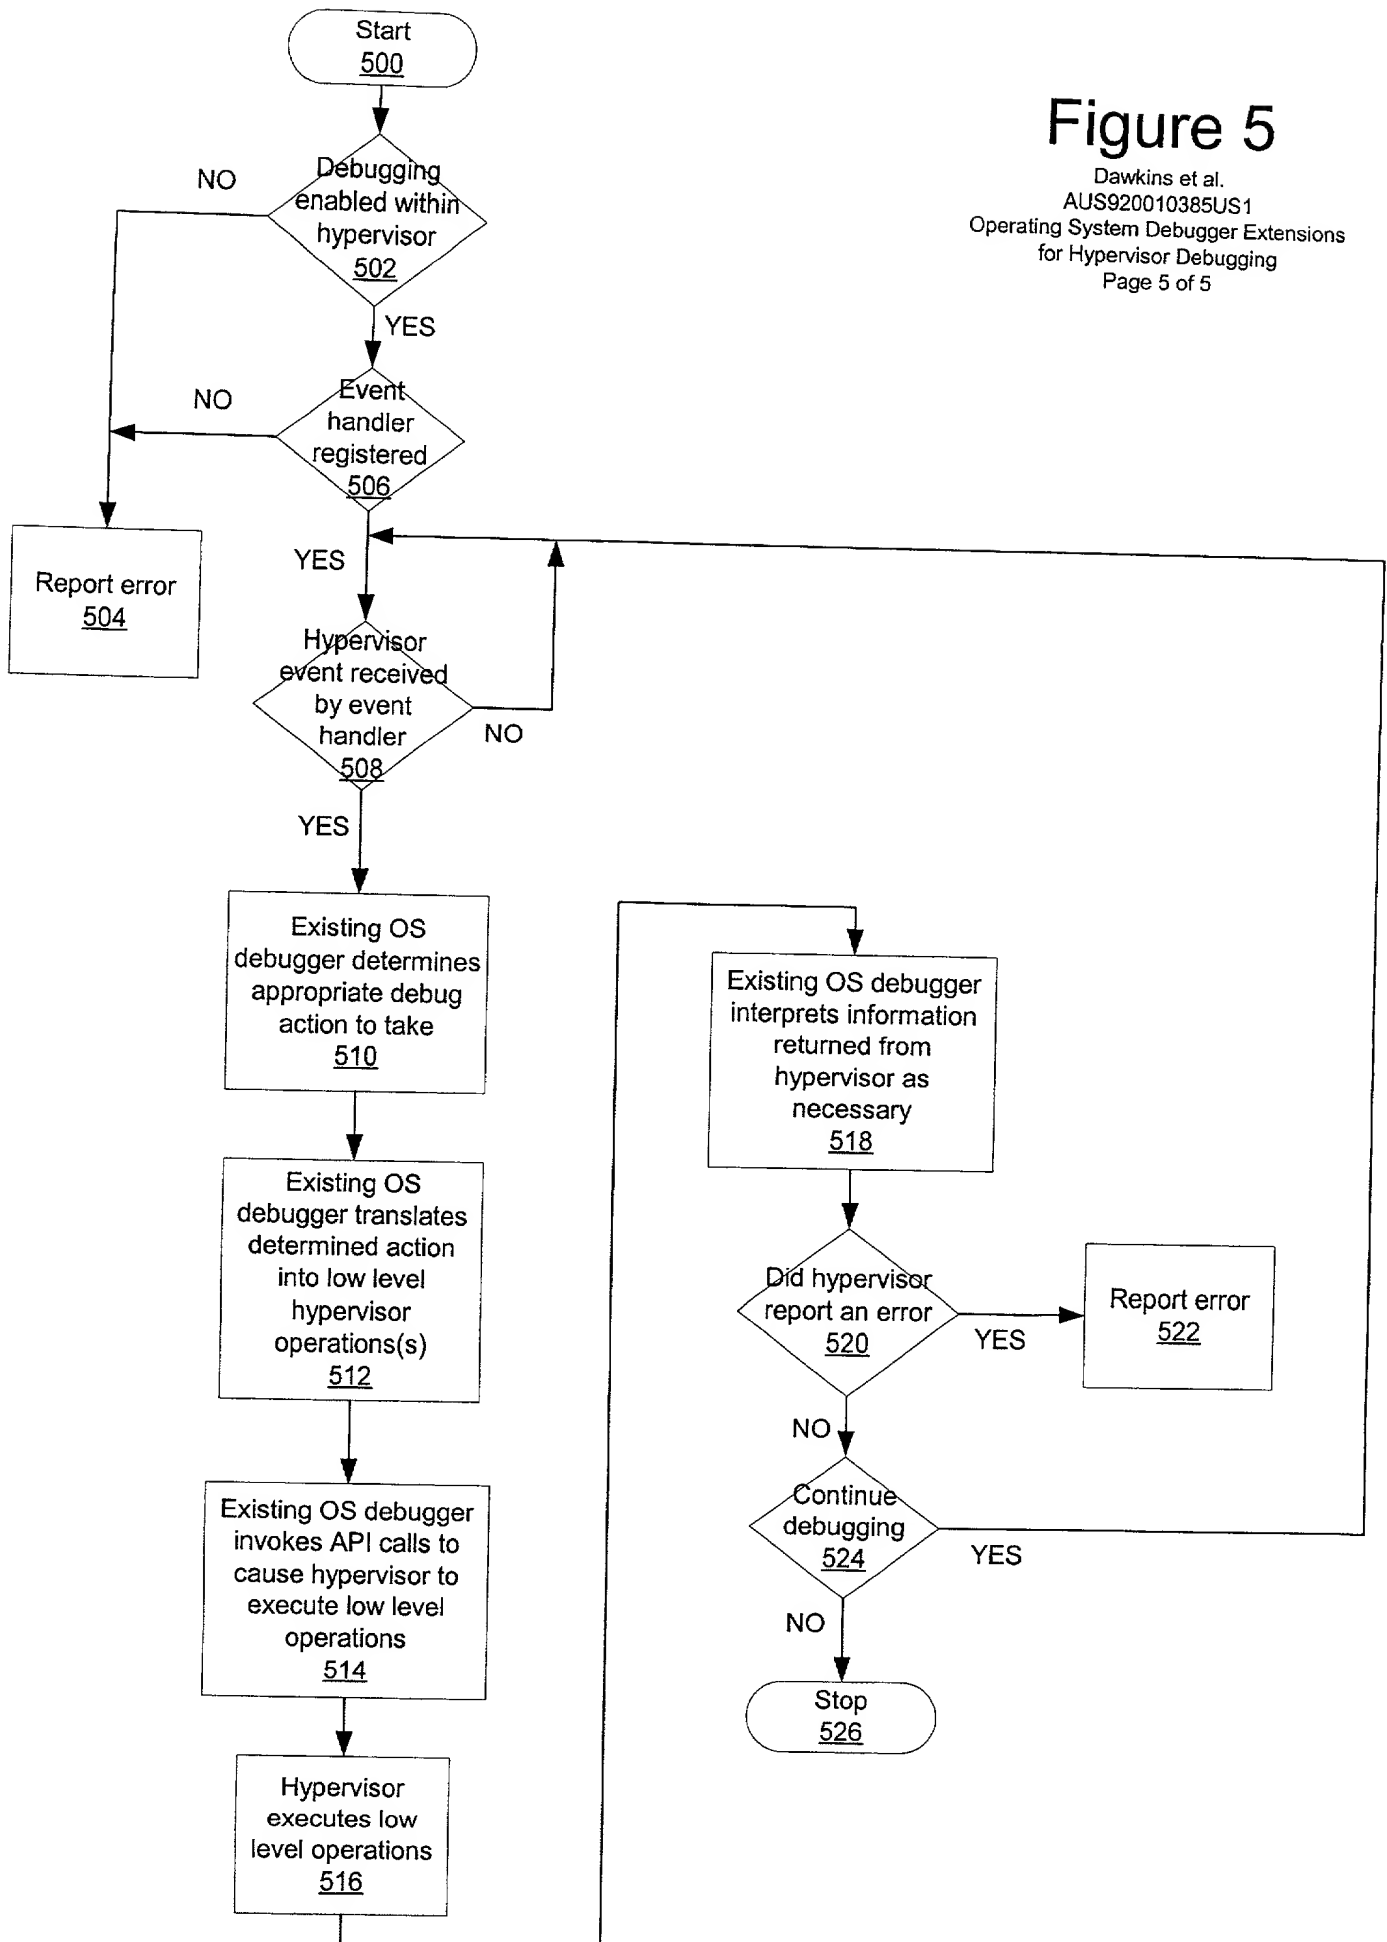 Start
500
Figure 5
Dawkins et al.
AUS920010385US1
Operating System Debugger Extensions
for Hypervisor Debugging
Page 5 of 5
NO
Debugging
enabled within
hypervisor
502
YES
NO
Event
handler
registered
506
YES
Report error
504
Hypervisor
event received
by event
handler
508
NO
YES
Existing OS
debugger determines
appropriate debug
action to take
510
Existing OS
debugger translates
determined action
into low level
hypervisor
operations(s)
512
Existing OS debugger
invokes API calls to
cause hypervisor to
execute low level
operations
514
Hypervisor
executes low
level operations
516
Existing OS debugger
interprets information
returned from
hypervisor as
necessary
518
Did hypervisor
report an error
520
YES
Report error
522
NO
Continue
debugging
524
YES
NO
Stop
526